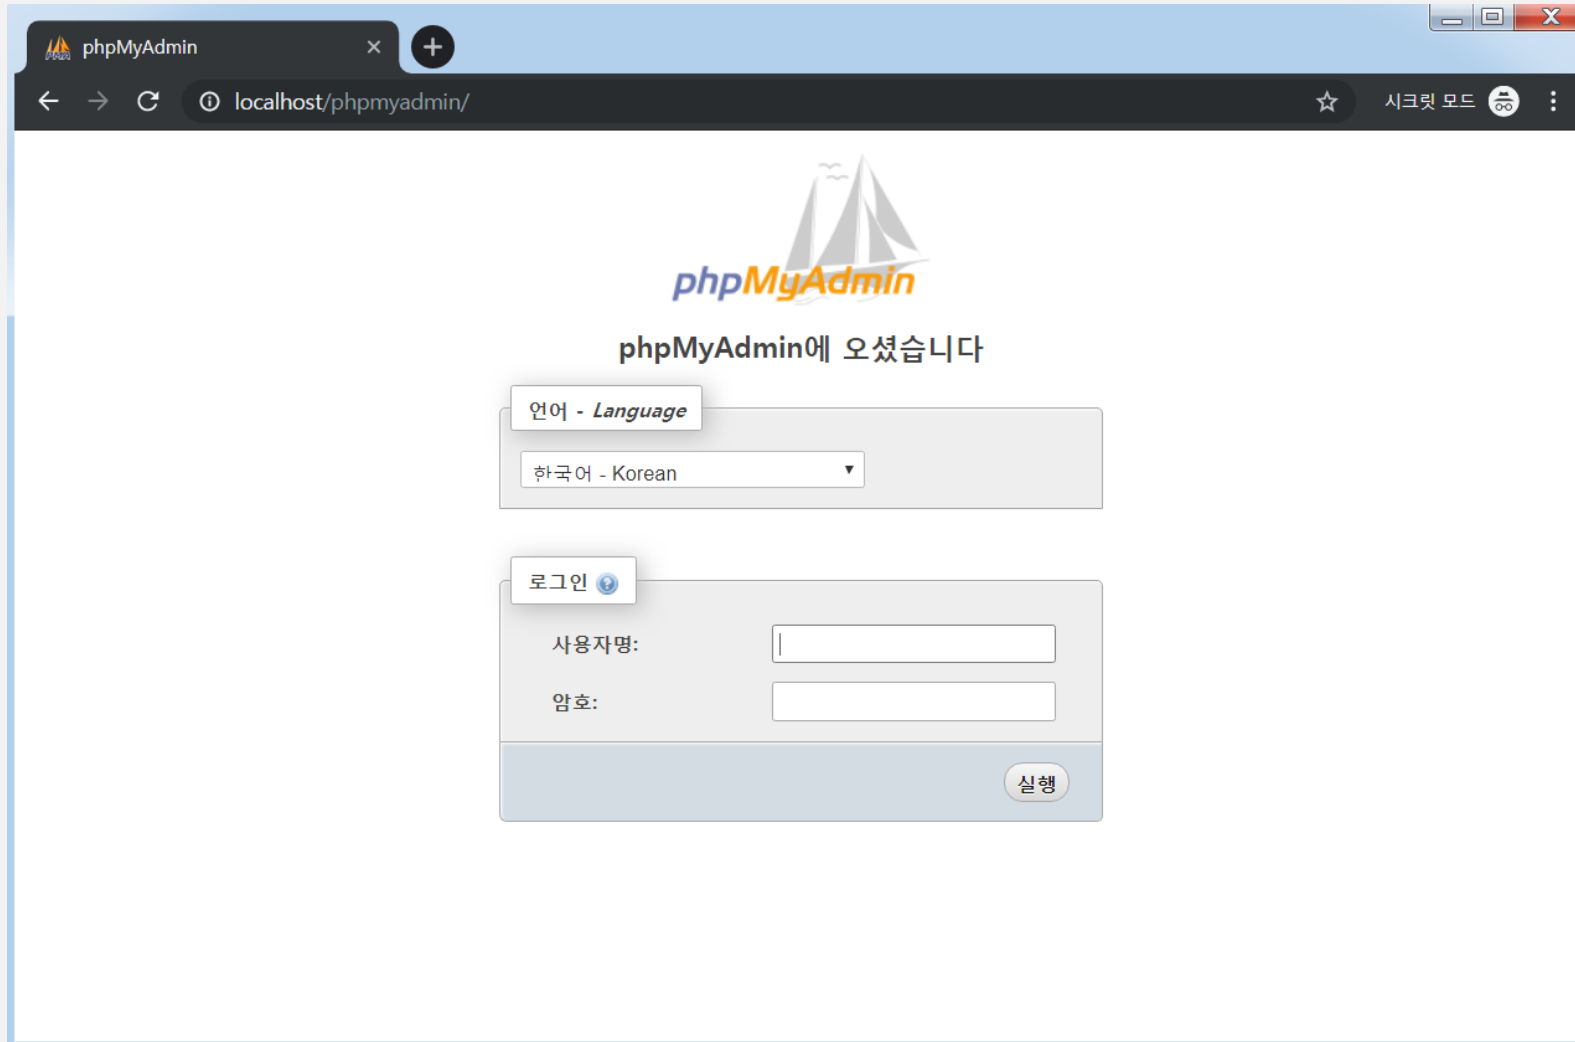 phpMyAdmin
localhost/phpmyadmin/
시크릿 모드
phpMyAdmin
phpMyAdmin에 오셨습니다
언어 - Language
한국어 - Korean
로그인
사용자명:
암호:
실행